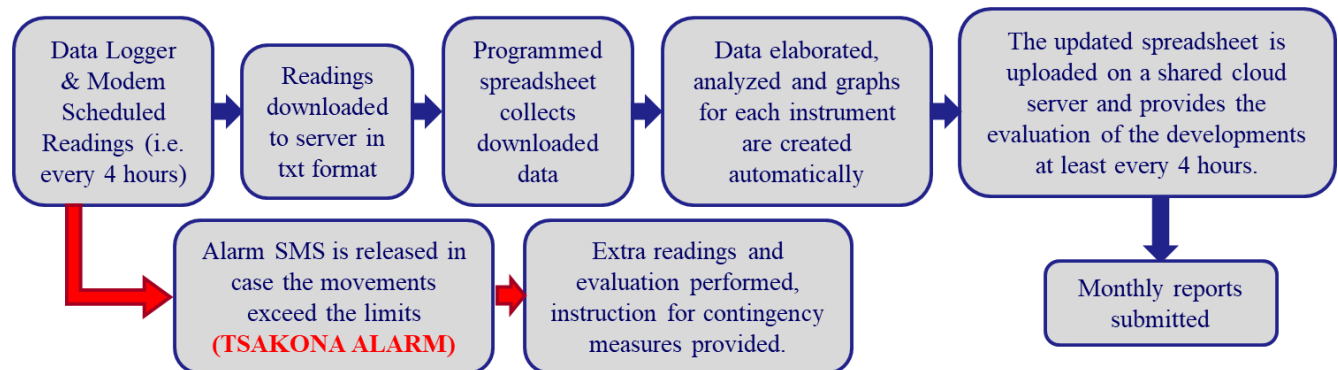 Data Logger
& Modem
Scheduled
Readings (i.e.
every 4 hours)
Readings
downloaded
to server in
txt format
Programmed
spreadsheet
collects
downloaded
data
Data elaborated,
analyzed and graphs
for each instrument
are created
automatically
The updated spreadsheet is
uploaded on a shared cloud
server and provides the
evaluation of the developments
at least every 4 hours.
Alarm SMS is released in
case the movements
exceed the limits
(TSAKONA ALARM)
Extra readings and
evaluation performed,
instruction for contingency
measures provided.
Monthly reports
submitted